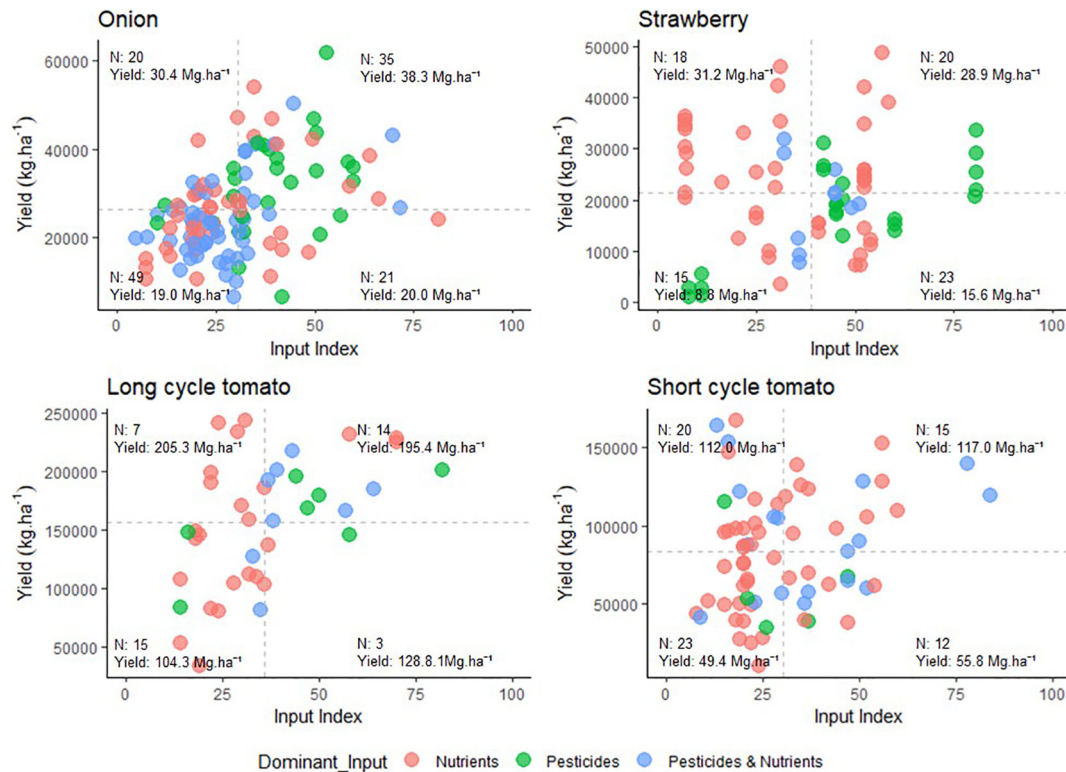 Onion
N: 20
Yield: 30.4 Mg.ha⁻¹
N: 35
Yield: 38.3 Mg.ha⁻¹
N: 49
Yield: 19.0 Mg.ha⁻¹
N: 21
Yield: 20.0 Mg.ha⁻¹
Yield (kg.ha⁻¹)
60000
40000
20000
0 25 50 75 100
Input Index
Strawberry
N: 18
Yield: 31.2 Mg.ha⁻¹
N: 20
Yield: 28.9 Mg.ha⁻¹
N: 15
Yield: 8.8 Mg.ha⁻¹
N: 23
Yield: 15.6 Mg.ha⁻¹
Yield (kg.ha⁻¹)
50000
40000
30000
20000
10000
0
0 25 50 75 100
Input Index
Long cycle tomato
N: 7
Yield: 205.3 Mg.ha⁻¹
N: 14
Yield: 195.4 Mg.ha⁻¹
N: 15
Yield: 104.3 Mg.ha⁻¹
N: 3
Yield: 128.8.1Mg.ha⁻¹
Yield (kg.ha⁻¹)
250000
200000
150000
100000
50000
0 25 50 75 100
Input Index
Short cycle tomato
N: 20
Yield: 112.0 Mg.ha⁻¹
N: 15
Yield: 117.0 Mg.ha⁻¹
N: 23
Yield: 49.4 Mg.ha⁻¹
N: 12
Yield: 55.8 Mg.ha⁻¹
Yield (kg.ha⁻¹)
150000
100000
50000
0 25 50 75 100
Input Index
Dominant_Input Nutrients Pesticides Pesticides & Nutrients